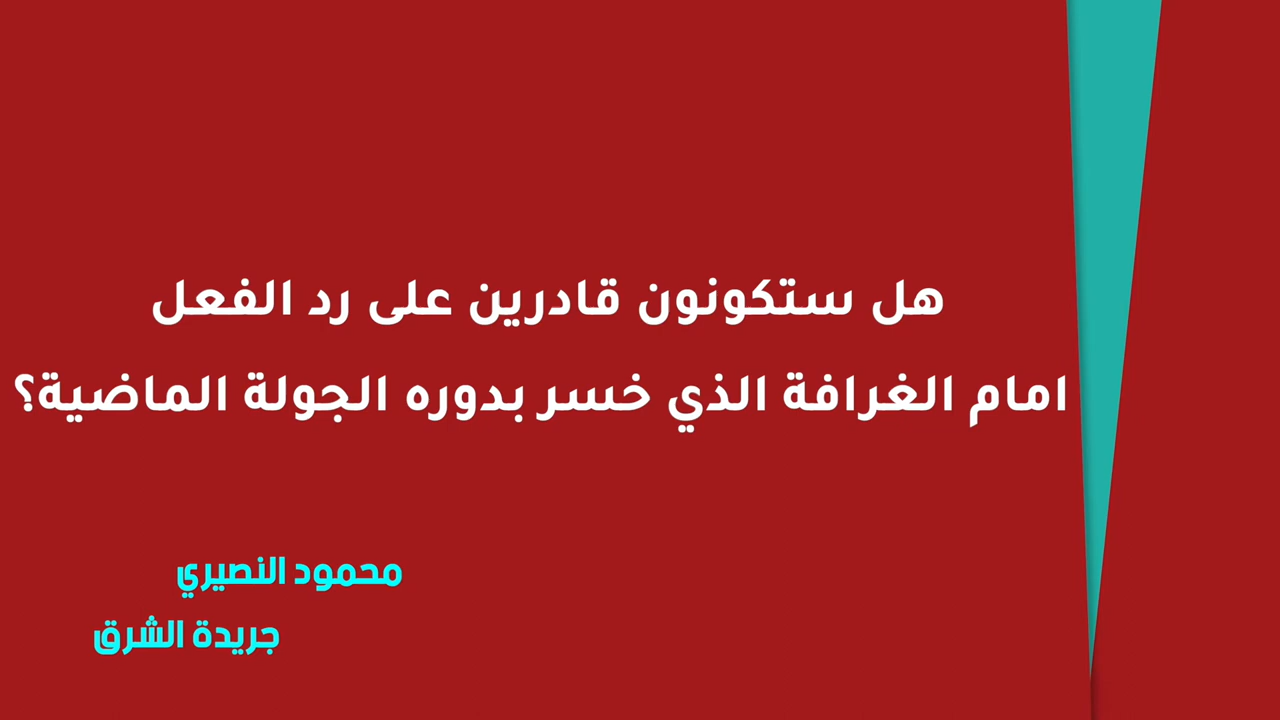 هل ستكونون قادرين على رد الفعل
امام الغرافة الذي خسر بدوره الجولة الماضية؟
محمود النصيري
جريدة الشرق